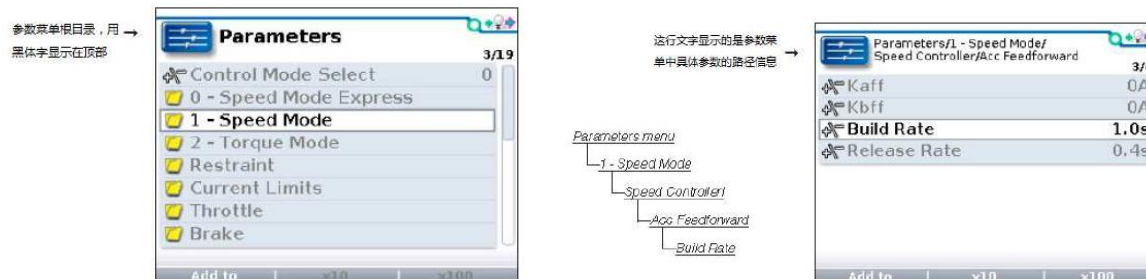 参数菜单根目录，用 →
黑体字显示在顶部
Parameters
3/19
Control Mode Select 0
0 - Speed Mode Express
1 - Speed Mode
2 - Torque Mode
Restraint
Current Limits
Throttle
Brake
Add to | x10 | x100
这行文字显示的是参数菜
单中具体参数的路径信息 →
Parameters menu
1 - Speed Mode
Speed Controllerl
Acc Feedforward
Build Rate
Parameters/1 - Speed Mode/
Speed Controller/Acc Feedforward
3/
Kaff 0A
Kbff 0A
Build Rate 1.0s
Release Rate 0.4s
Add to | x10 | x100